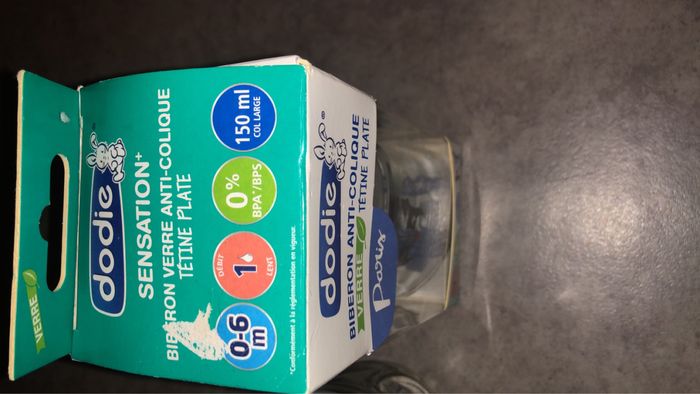 VERRE
dodie®
SENSATION+
BIBERON VERRE ANTI-COLIQUE
TÉTINE PLATE
0-6
m
DÉBIT
1
LENT
0%
BPA*/BPS
150 ml
COL LARGE
*Conformément à la réglementation en vigueur.
dodie®
BIBERON ANTI-COLIQUE
VERRE TÉTINE PLATE
Paris